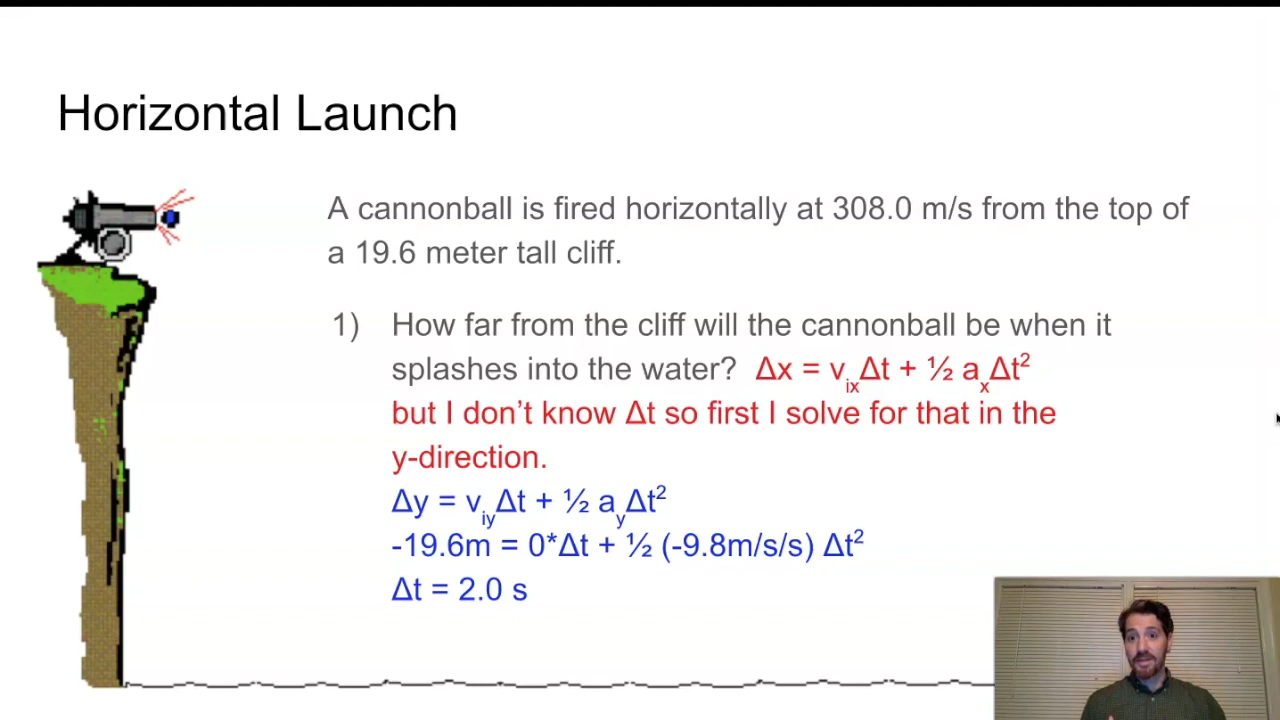 Horizontal Launch
A cannonball is fired horizontally at 308.0 m/s from the top of
a 19.6 meter tall cliff.
1) How far from the cliff will the cannonball be when it
splashes into the water? Δx = vᵢₓΔt + ½ aₓΔt²
but I don't know Δt so first I solve for that in the
y-direction.
Δy = v_iyΔt + ½ a_yΔt²
-19.6m = 0*Δt + ½ (-9.8m/s/s) Δt²
Δt = 2.0 s